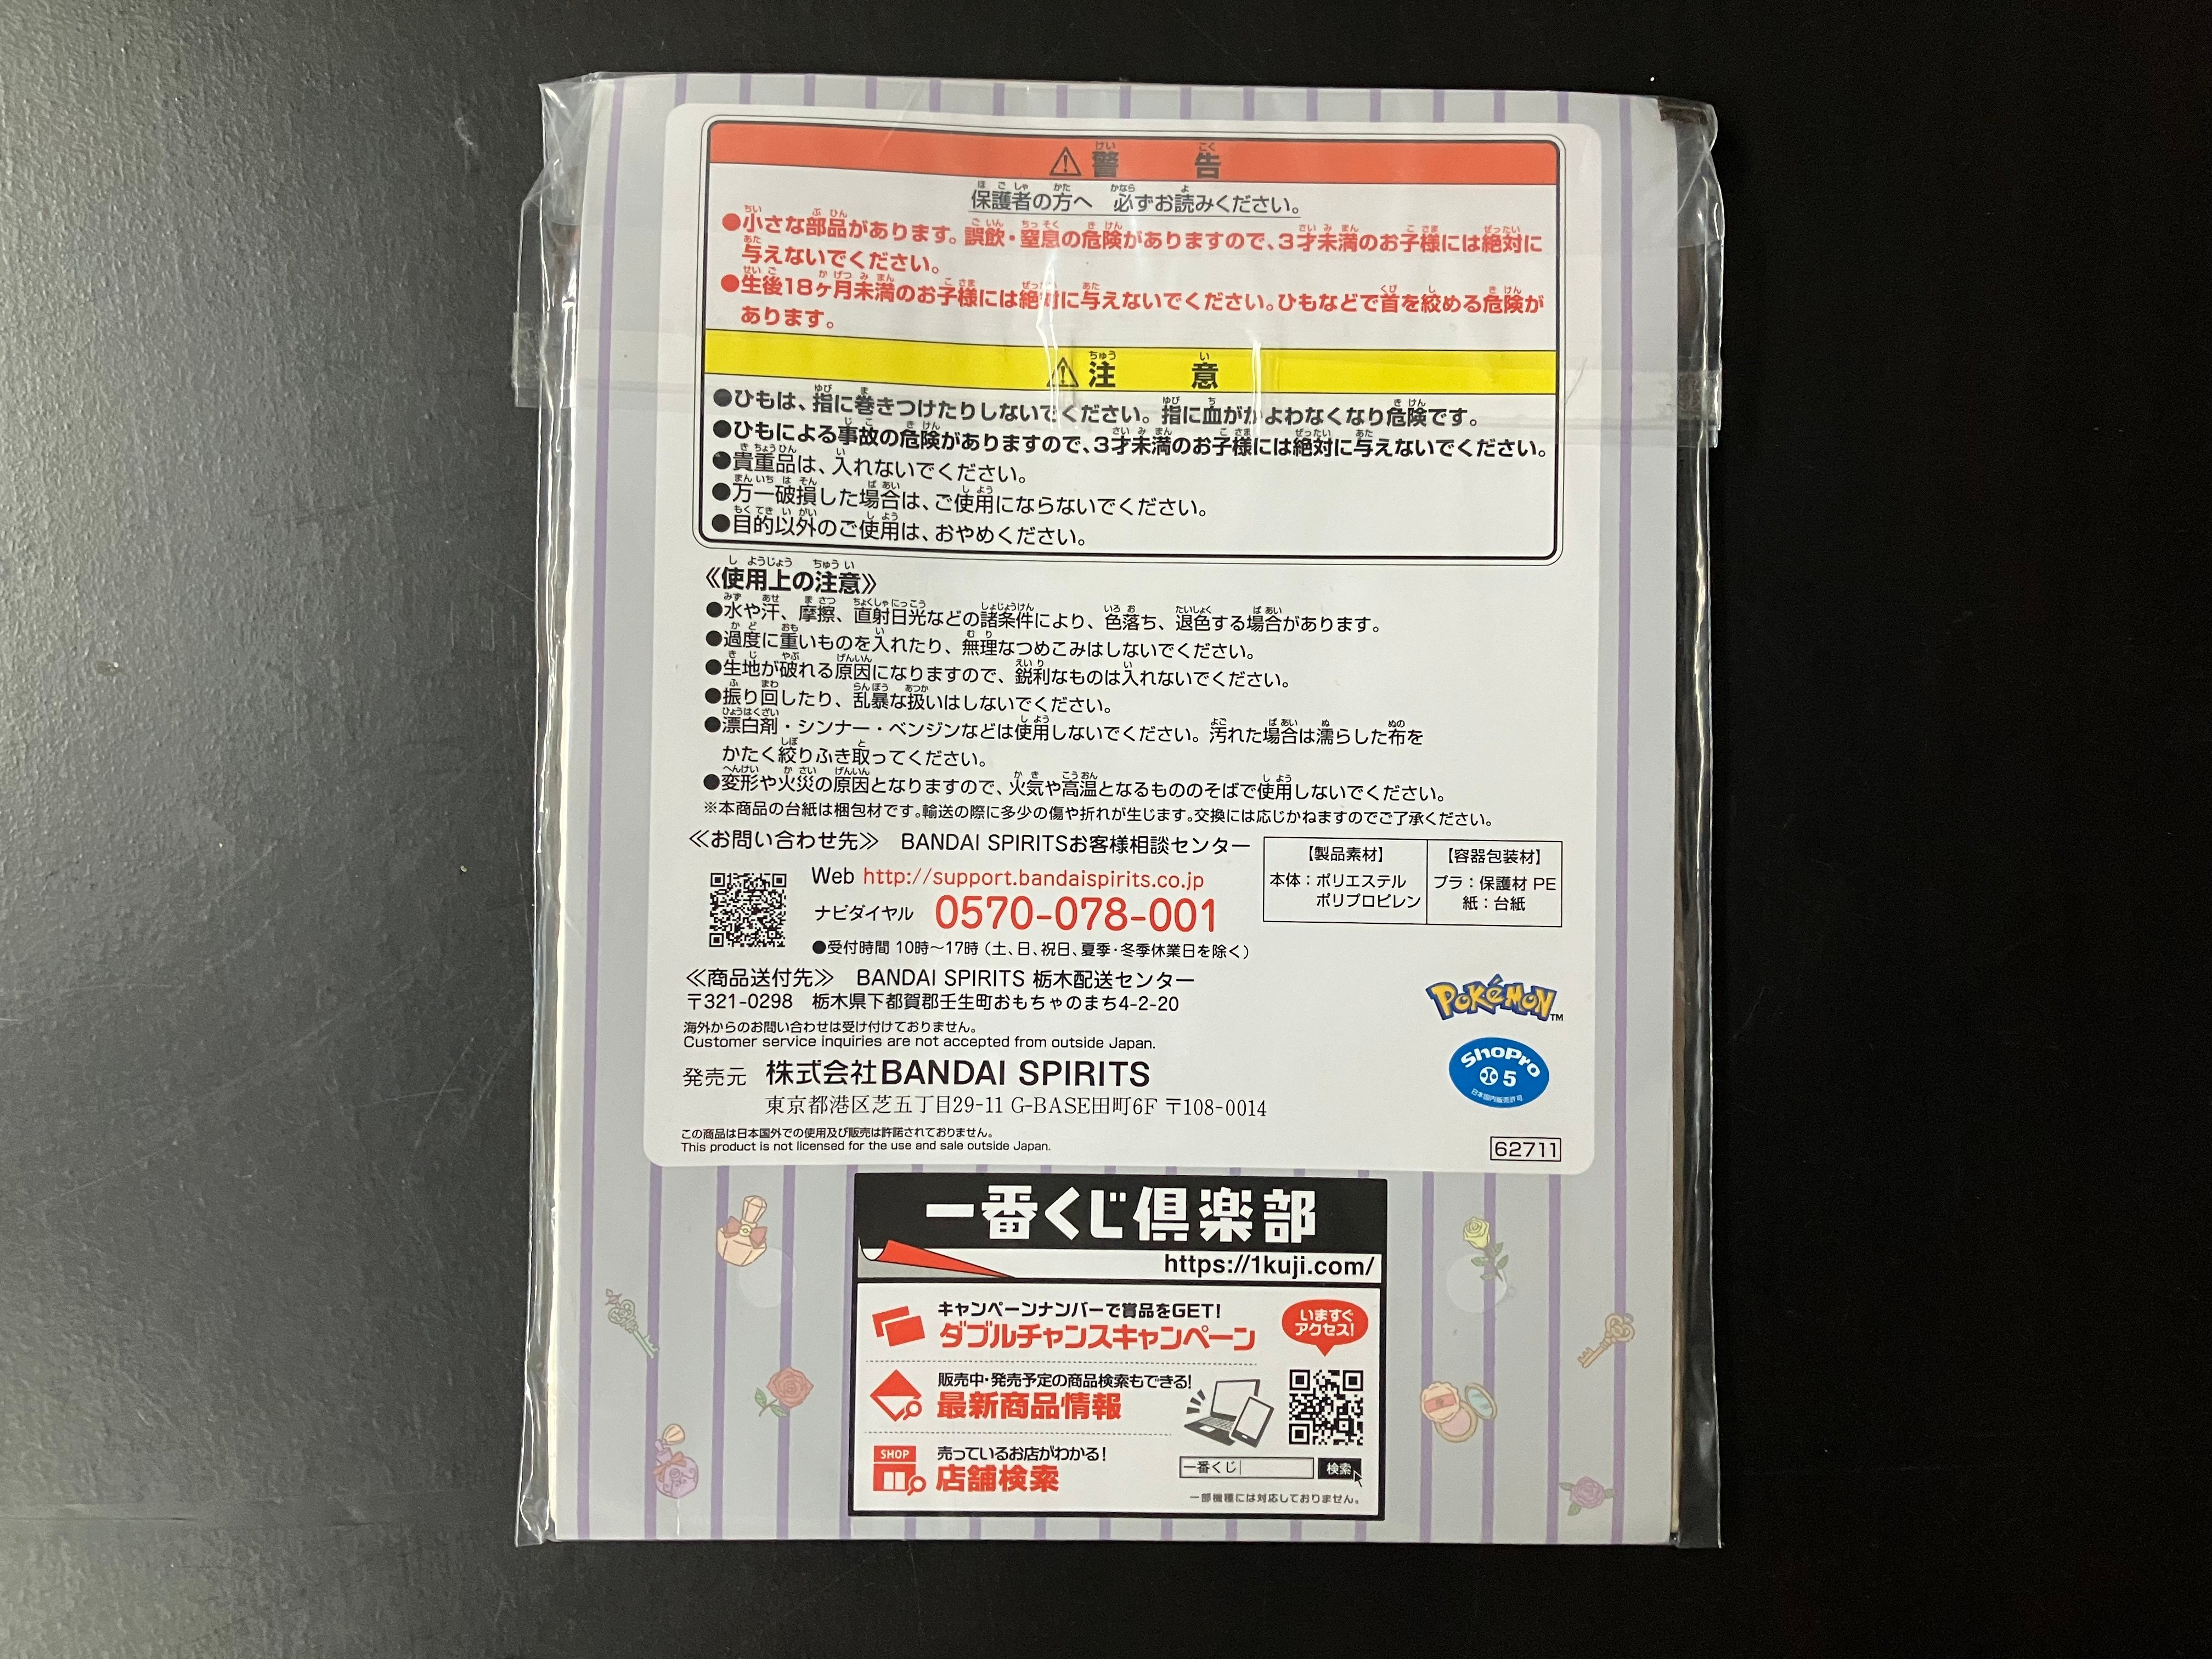 警告
保護者の方へ 必ずお読みください。
●小さな部品があります。誤飲・窒息の危険がありますので、3才未満のお子様には絶対に
与えないでください。
●生後18ヶ月未満のお子様には絶対に与えないでください。ひもなどで首を絞める危険が
あります。
注意
●ひもは、指に巻きつけたりしないでください。指に血がかよわなくなり危険です。
●ひもによる事故の危険がありますので、3才未満のお子様には絶対に与えないでください。
●貴重品は、入れないでください。
●万一破損した場合は、ご使用にならないでください。
●目的以外のご使用は、おやめください。
《使用上の注意》
●水や汗、摩擦、直射日光などの諸条件により、色落ち、退色する場合があります。
●過度に重いものを入れたり、無理なつめこみはしないでください。
●生地が破れる原因になりますので、鋭利なものは入れないでください。
●振り回したり、乱暴な扱いはしないでください。
●漂白剤・シンナー・ベンジンなどは使用しないでください。汚れた場合は濡らした布を
かたく絞りふき取ってください。
●変形や火災の原因となりますので、火気や高温となるもののそばで使用しないでください。
※本商品の台紙は梱包材です。輸送の際に多少の傷や折れが生じます。交換には応じかねますのでご了承ください。
≪お問い合わせ先≫ BANDAI SPIRITSお客様相談センター
Web http://support.bandaispirits.co.jp
ナビダイヤル 0570-078-001
●受付時間 10時～17時(土、日、祝日、夏季・冬季休業日を除く)
【製品素材】
本体：ポリエステル
ポリプロピレン
【容器包装材】
プラ：保護材 PE
紙：台紙
≪商品送付先≫ BANDAI SPIRITS 栃木配送センター
〒321-0298 栃木県下都賀郡壬生町おもちゃのまち4-2-20
海外からのお問い合わせは受け付けておりません。
Customer service inquiries are not accepted from outside Japan.
発売元 株式会社BANDAI SPIRITS
東京都港区芝五丁目29-11 G-BASE田町6F 〒108-0014
この商品は日本国外での使用及び販売は許諾されておりません。
This product is not licensed for the use and sale outside Japan.
POKéMON™
ShoPro
5
日本国内販売許可
62711
一番くじ倶楽部
https://1kuji.com/
キャンペーンナンバーで賞品をGET!
ダブルチャンスキャンペーン
いますぐ
アクセス!
販売中・発売予定の商品検索もできる!
最新商品情報
SHOP
売っているお店がわかる!
店舗検索
一番くじ 検索
一部機種には対応しておりません。